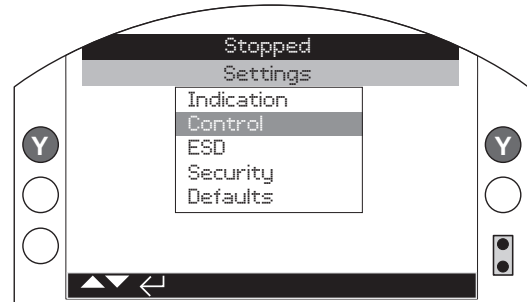 Stopped
Settings
Indication
Control
Y
Y
ESD
Security
Defaults